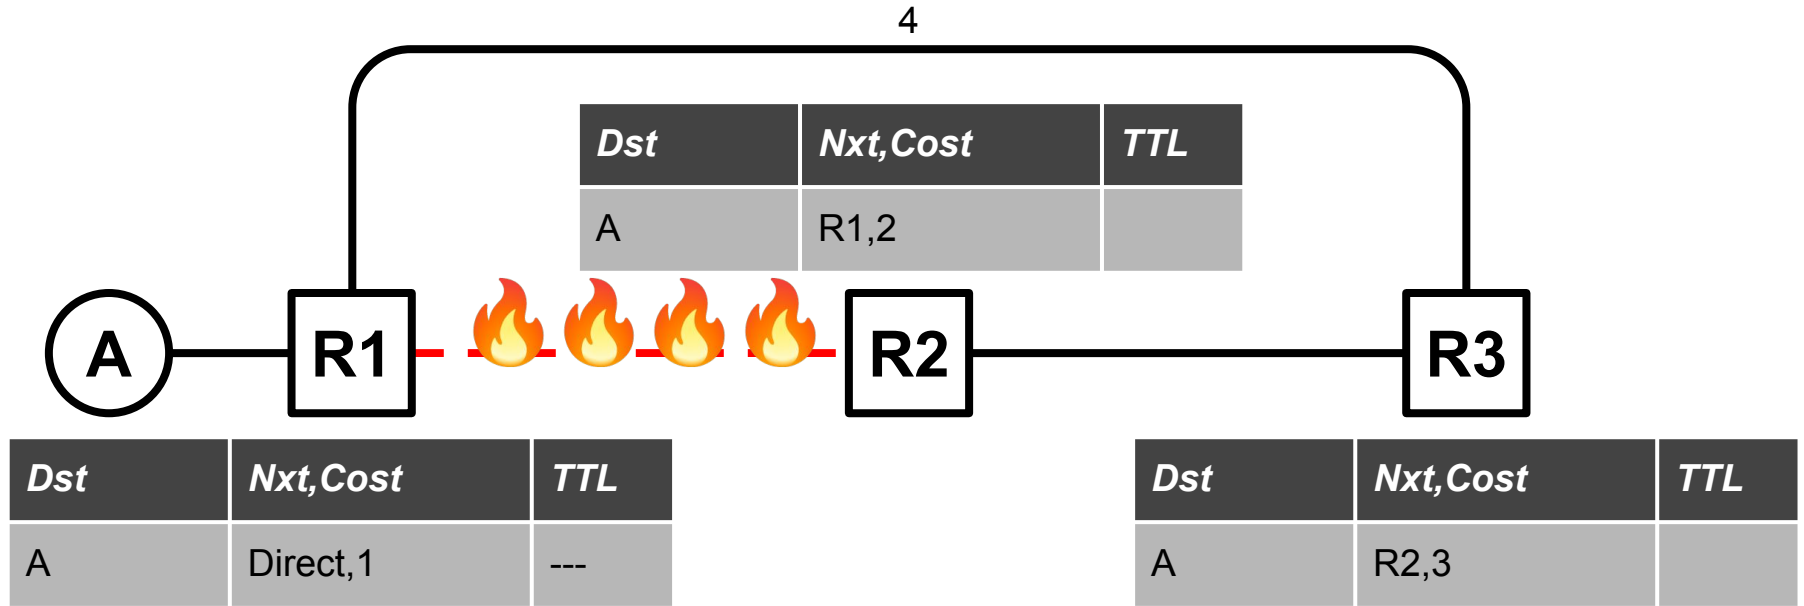 4
Dst Nxt,Cost TTL
A R1,2
A R1 R2 R3
Dst Nxt,Cost TTL
A Direct,1 ---
Dst Nxt,Cost TTL
A R2,3